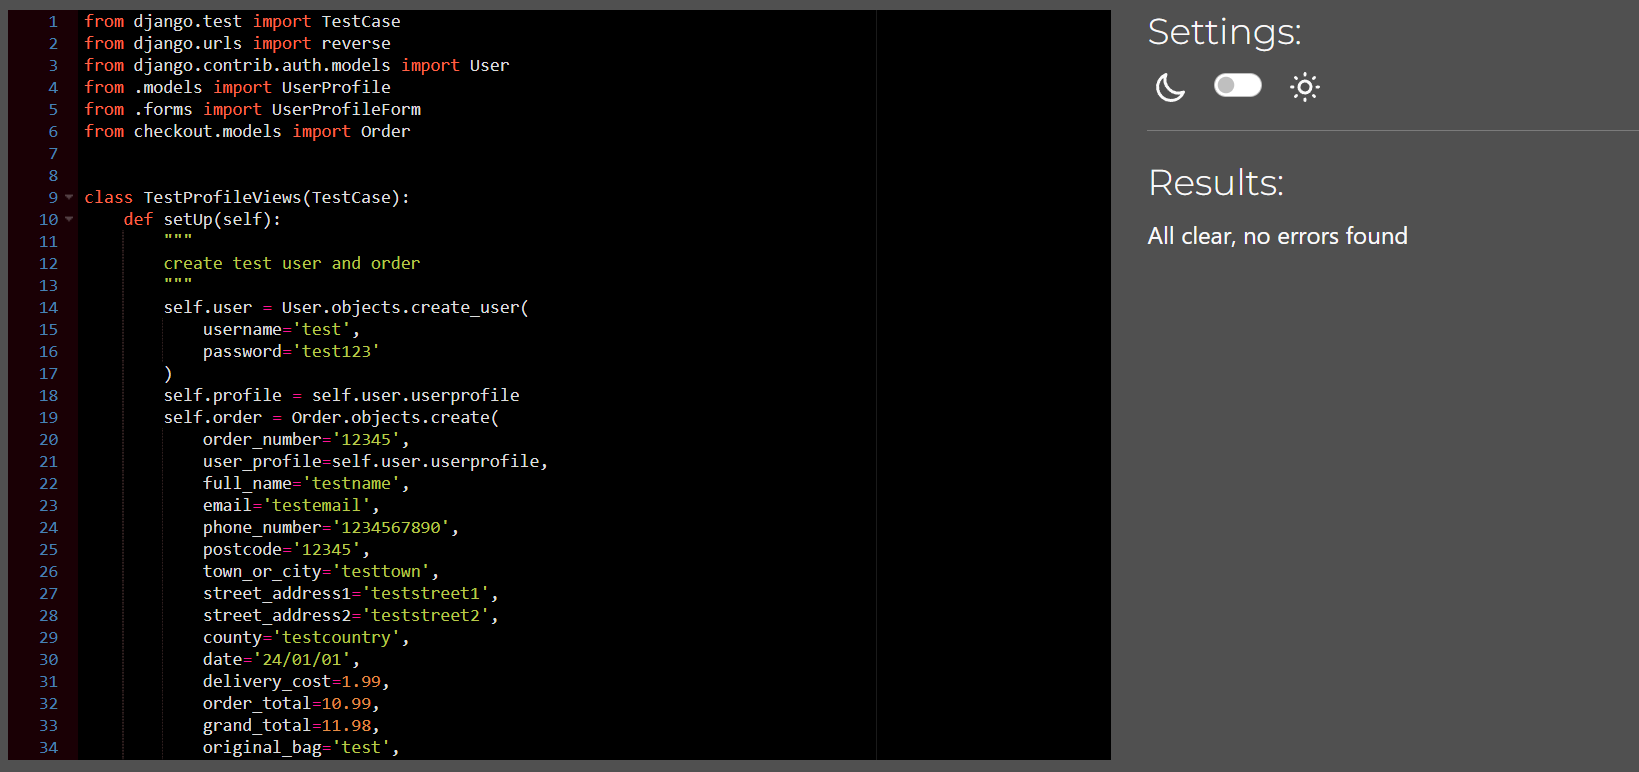 1 from django.test import TestCase
2 from django.urls import reverse
3 from django.contrib.auth.models import User
4 from .models import UserProfile
5 from .forms import UserProfileForm
6 from checkout.models import Order
7
8
9 class TestProfileViews(TestCase):
10     def setUp(self):
11         """
12         create test user and order
13         """
14         self.user = User.objects.create_user(
15             username='test',
16             password='test123'
17         )
18         self.profile = self.user.userprofile
19         self.order = Order.objects.create(
20             order_number='12345',
21             user_profile=self.user.userprofile,
22             full_name='testname',
23             email='testemail',
24             phone_number='1234567890',
25             postcode='12345',
26             town_or_city='testtown',
27             street_address1='teststreet1',
28             street_address2='teststreet2',
29             county='testcountry',
30             date='24/01/01',
31             delivery_cost=1.99,
32             order_total=10.99,
33             grand_total=11.98,
34             original_bag='test',
Settings:
Results:
All clear, no errors found